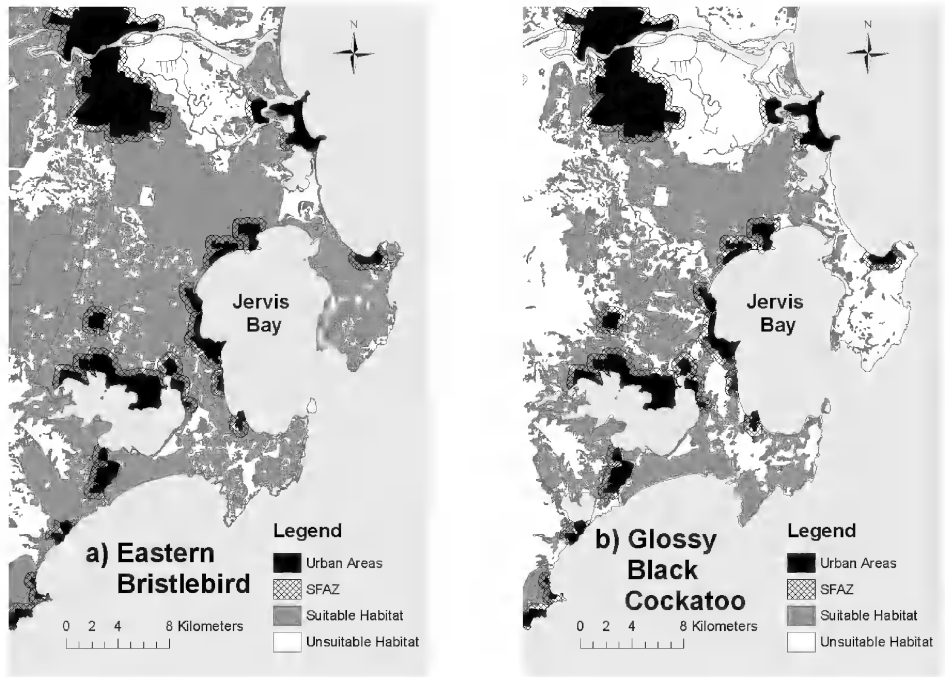 N
Jervis
Bay
a) Eastern
Bristlebird
Legend
Urban Areas
SFAZ
Suitable Habitat
Unsuitable Habitat
0 2 4 8 Kilometers
N
Jervis
Bay
b) Glossy
Black
Cockatoo
Legend
Urban Areas
SFAZ
Suitable Habitat
Unsuitable Habitat
0 2 4 8 Kilometers